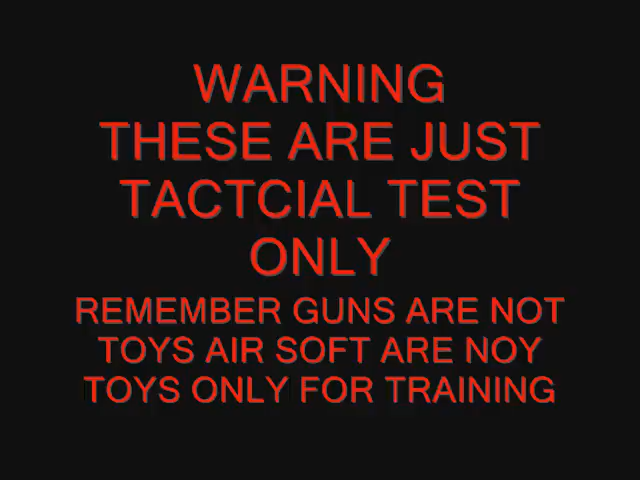 WARNING
THESE ARE JUST
TACTCIAL TEST
ONLY
REMEMBER GUNS ARE NOT
TOYS AIR SOFT ARE NOY
TOYS ONLY FOR TRAINING